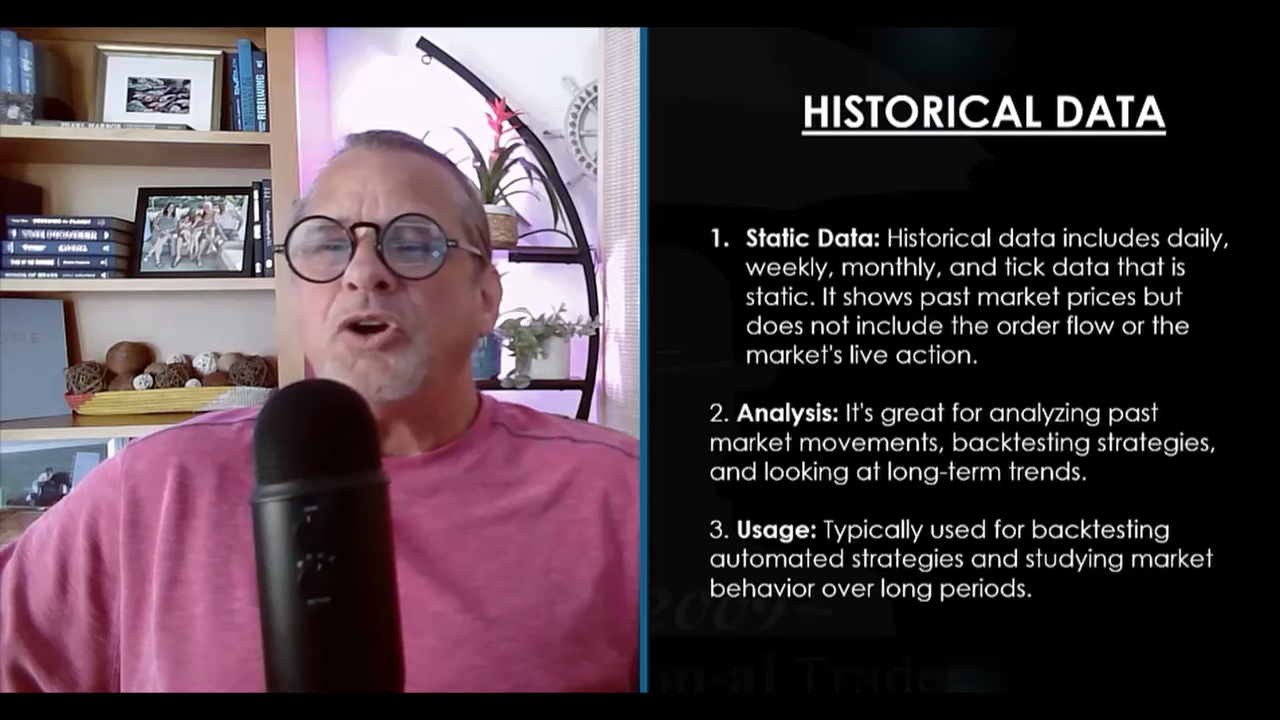 HISTORICAL DATA
1. Static Data: Historical data includes daily,
weekly, monthly, and tick data that is
static. It shows past market prices but
does not include the order flow or the
market's live action.
2. Analysis: It's great for analyzing past
market movements, backtesting strategies,
and looking at long-term trends.
3. Usage: Typically used for backtesting
automated strategies and studying market
behavior over long periods.
2009~